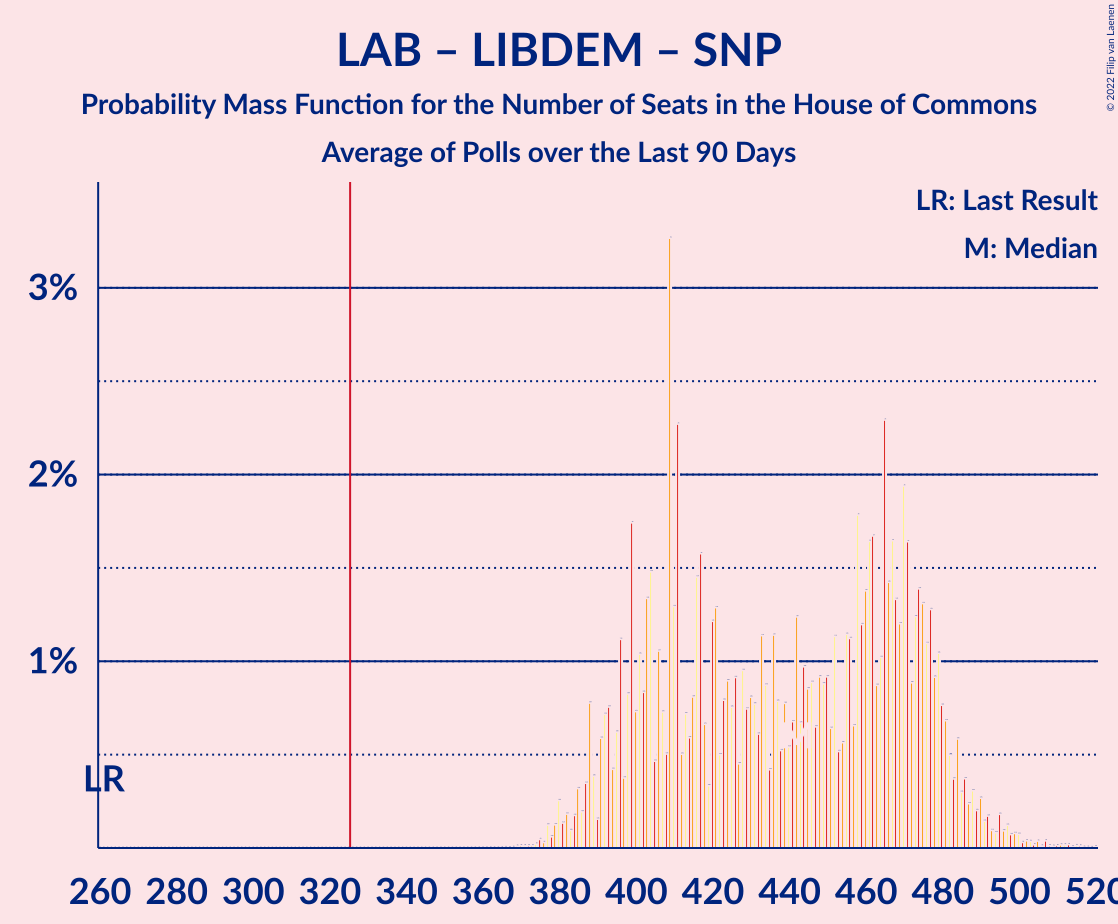 LAB – LIBDEM – SNP
Probability Mass Function for the Number of Seats in the House of Commons
Average of Polls over the Last 90 Days
© 2022 Filip van Laenen
LR: Last Result
M: Median
3%
2%
1%
LR
260 280 300 320 340 360 380 400 420 440 460 480 500 520